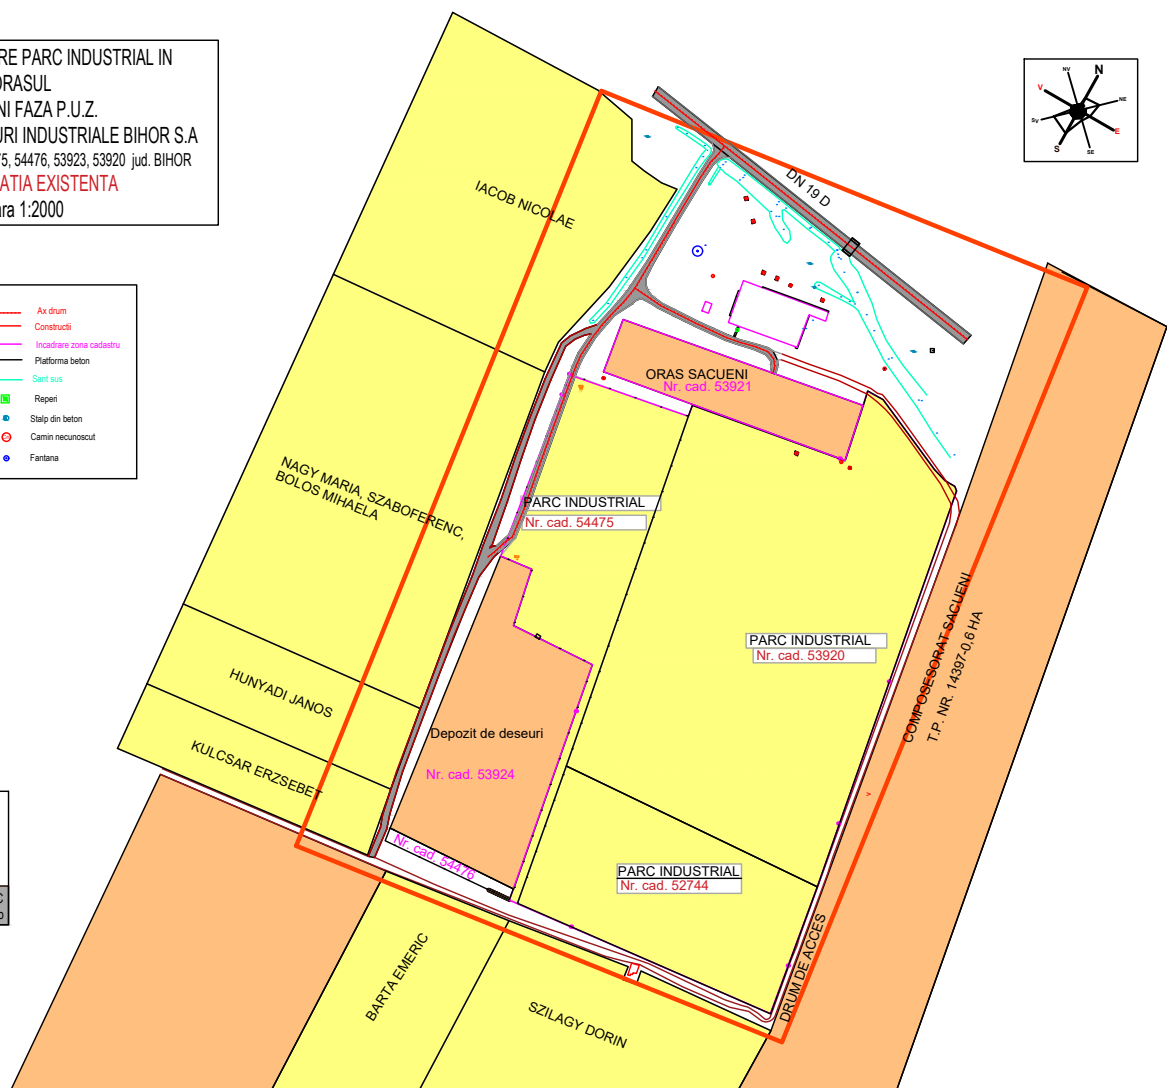 RE PARC INDUSTRIAL IN
ORASUL
NI FAZA P.U.Z.
URI INDUSTRIALE BIHOR S.A
75, 54476, 53923, 53920 jud. BIHOR
ATIA EXISTENTA
ara 1:2000
Ax drum
Constructii
Incadrare zona cadastru
Platforma beton
Sant sus
Reperi
Stalp din beton
Camin necunoscut
Fantana
NV
N
V
NE
SV
E
S
SE
DN 19 D
IACOB NICOLAE
ORAS SACUENI
Nr. cad. 53921
NAGY MARIA, SZABOFERENC,
BOLOS MIHAELA
PARC INDUSTRIAL
Nr. cad. 54475
PARC INDUSTRIAL
Nr. cad. 53920
COMPOSESORAT SACUENI
T.P. NR. 14397-0,6 HA
HUNYADI JANOS
KULCSAR ERZSEBET
Depozit de deseuri
Nr. cad. 53924
Nr. cad. 54476
PARC INDUSTRIAL
Nr. cad. 52744
DRUM DE ACCES
BARTA EMERIC
SZILAGY DORIN